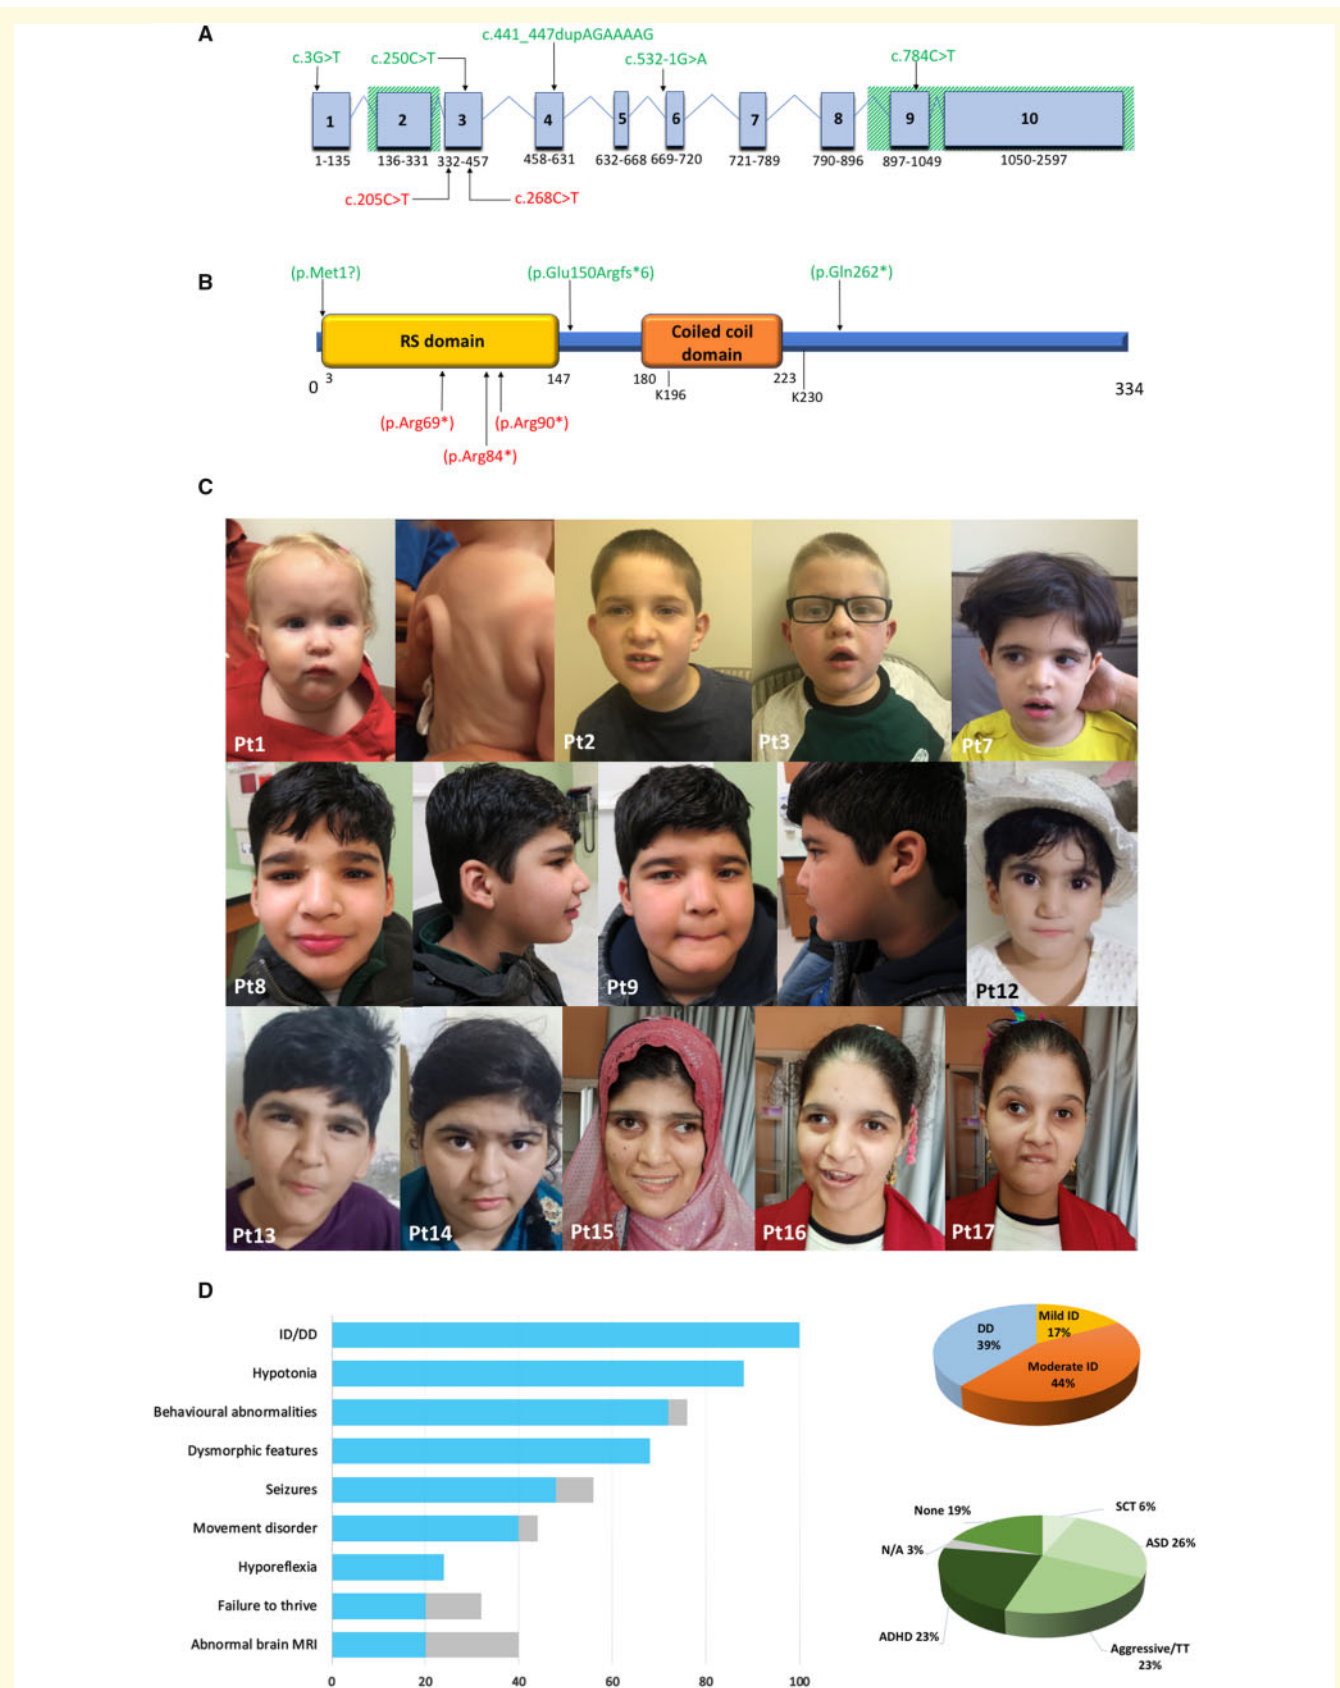 A
c.441_447dupAGAAAAG
c.3G>T
c.250C>T
c.532-1G>A
c.784C>T
1
2
3
4
5
6
7
8
9
10
1-135
136-331
332-457
458-631
632-668
669-720
721-789
790-896
897-1049
1050-2597
c.205C>T
c.268C>T
B
(p.Met1?)
(p.Glu150Argfs*6)
(p.Gln262*)
RS domain
Coiled coil
domain
0
3
147
180
K196
223
K230
334
(p.Arg69*)
(p.Arg90*)
(p.Arg84*)
C
Pt1
Pt2
Pt3
Pt7
Pt8
Pt9
Pt12
Pt13
Pt14
Pt15
Pt16
Pt17
D
ID/DD
Hypotonia
Behavioural abnormalities
Dysmorphic features
Seizures
Movement disorder
Hyporeflexia
Failure to thrive
Abnormal brain MRI
0
20
40
60
80
100
Mild ID
17%
DD
39%
Moderate ID
44%
None 19%
SCT 6%
N/A 3%
ASD 26%
ADHD 23%
Aggressive/TT
23%